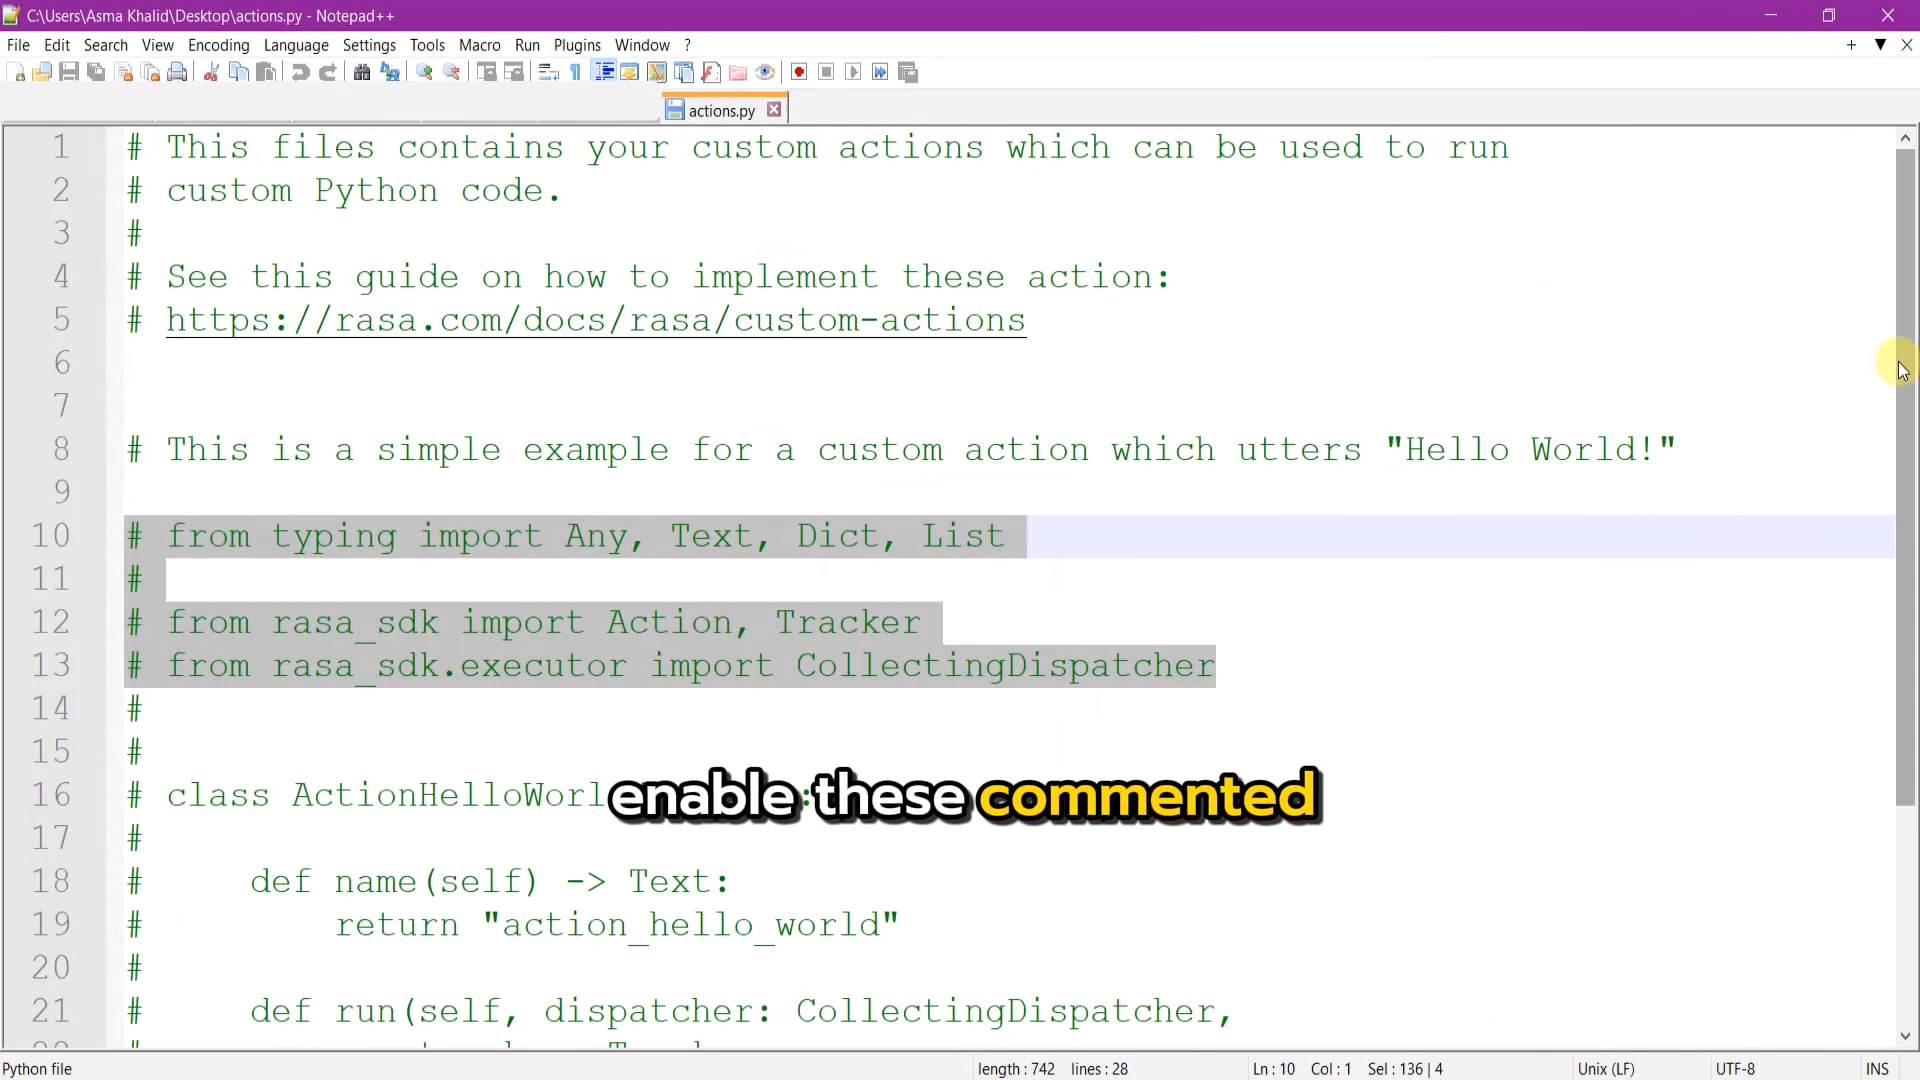 C:\Users\Asma Khalid\Desktop\actions.py - Notepad++
File Edit Search View Encoding Language Settings Tools Macro Run Plugins Window ?
actions.py
1 # This files contains your custom actions which can be used to run
2 # custom Python code.
3 #
4 # See this guide on how to implement these action:
5 # https://rasa.com/docs/rasa/custom-actions
6
7
8 # This is a simple example for a custom action which utters "Hello World!"
9
10 # from typing import Any, Text, Dict, List
11 #
12 # from rasa_sdk import Action, Tracker
13 # from rasa_sdk.executor import CollectingDispatcher
14 #
15 #
16 # class ActionHelloWorl
enable these commented
17 #
18 # def name(self) -> Text:
19 # return "action_hello_world"
20 #
21 # def run(self, dispatcher: CollectingDispatcher,
Python file length : 742 lines : 28 Ln : 10 Col : 1 Sel : 136 | 4 Unix (LF) UTF-8 INS